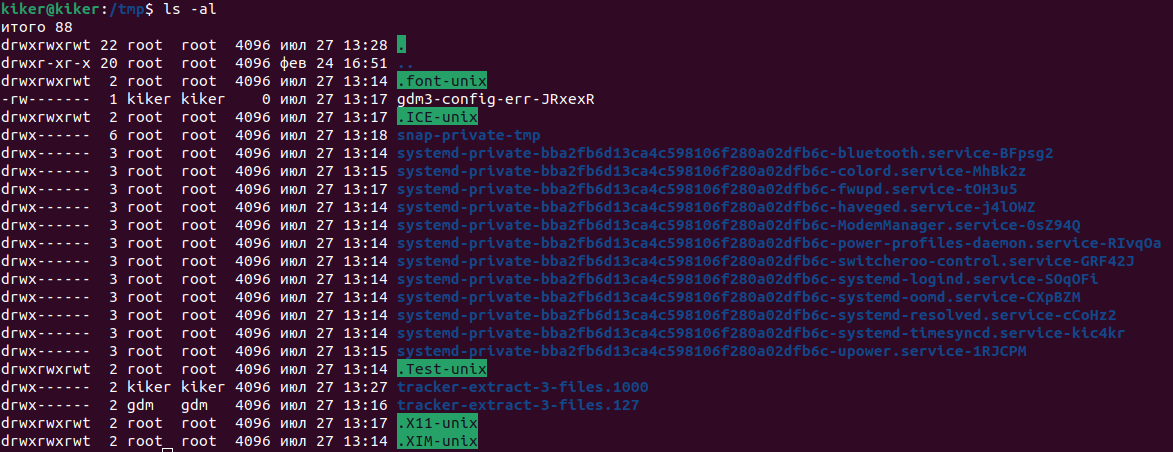 kiker@kiker:/tmp$ ls -al
итого 88
drwxrwxrwt 22 root  root  4096 июл 27 13:28 .
drwxr-xr-x 20 root  root  4096 фев 24 16:51 ..
drwxrwxrwt  2 root  root  4096 июл 27 13:14 .font-unix
-rw-------  1 kiker kiker    0 июл 27 13:17 gdm3-config-err-JRxexR
drwxrwxrwt  2 root  root  4096 июл 27 13:17 .ICE-unix
drwx------  6 root  root  4096 июл 27 13:18 snap-private-tmp
drwx------  3 root  root  4096 июл 27 13:14 systemd-private-bba2fb6d13ca4c598106f280a02dfb6c-bluetooth.service-BFpsg2
drwx------  3 root  root  4096 июл 27 13:15 systemd-private-bba2fb6d13ca4c598106f280a02dfb6c-colord.service-MhBk2z
drwx------  3 root  root  4096 июл 27 13:17 systemd-private-bba2fb6d13ca4c598106f280a02dfb6c-fwupd.service-tOH3u5
drwx------  3 root  root  4096 июл 27 13:14 systemd-private-bba2fb6d13ca4c598106f280a02dfb6c-haveged.service-j4lOWZ
drwx------  3 root  root  4096 июл 27 13:14 systemd-private-bba2fb6d13ca4c598106f280a02dfb6c-ModemManager.service-0sZ94Q
drwx------  3 root  root  4096 июл 27 13:14 systemd-private-bba2fb6d13ca4c598106f280a02dfb6c-power-profiles-daemon.service-RIvqOa
drwx------  3 root  root  4096 июл 27 13:14 systemd-private-bba2fb6d13ca4c598106f280a02dfb6c-switcheroo-control.service-GRF42J
drwx------  3 root  root  4096 июл 27 13:14 systemd-private-bba2fb6d13ca4c598106f280a02dfb6c-systemd-logind.service-SOqOFi
drwx------  3 root  root  4096 июл 27 13:14 systemd-private-bba2fb6d13ca4c598106f280a02dfb6c-systemd-oomd.service-CXpBZM
drwx------  3 root  root  4096 июл 27 13:14 systemd-private-bba2fb6d13ca4c598106f280a02dfb6c-systemd-resolved.service-cCoHz2
drwx------  3 root  root  4096 июл 27 13:14 systemd-private-bba2fb6d13ca4c598106f280a02dfb6c-systemd-timesyncd.service-kic4kr
drwx------  3 root  root  4096 июл 27 13:15 systemd-private-bba2fb6d13ca4c598106f280a02dfb6c-upower.service-1RJCPM
drwxrwxrwt  2 root  root  4096 июл 27 13:14 .Test-unix
drwx------  2 kiker kiker 4096 июл 27 13:27 tracker-extract-3-files.1000
drwx------  2 gdm   gdm   4096 июл 27 13:16 tracker-extract-3-files.127
drwxrwxrwt  2 root  root  4096 июл 27 13:17 .X11-unix
drwxrwxrwt  2 root  root  4096 июл 27 13:14 .XIM-unix